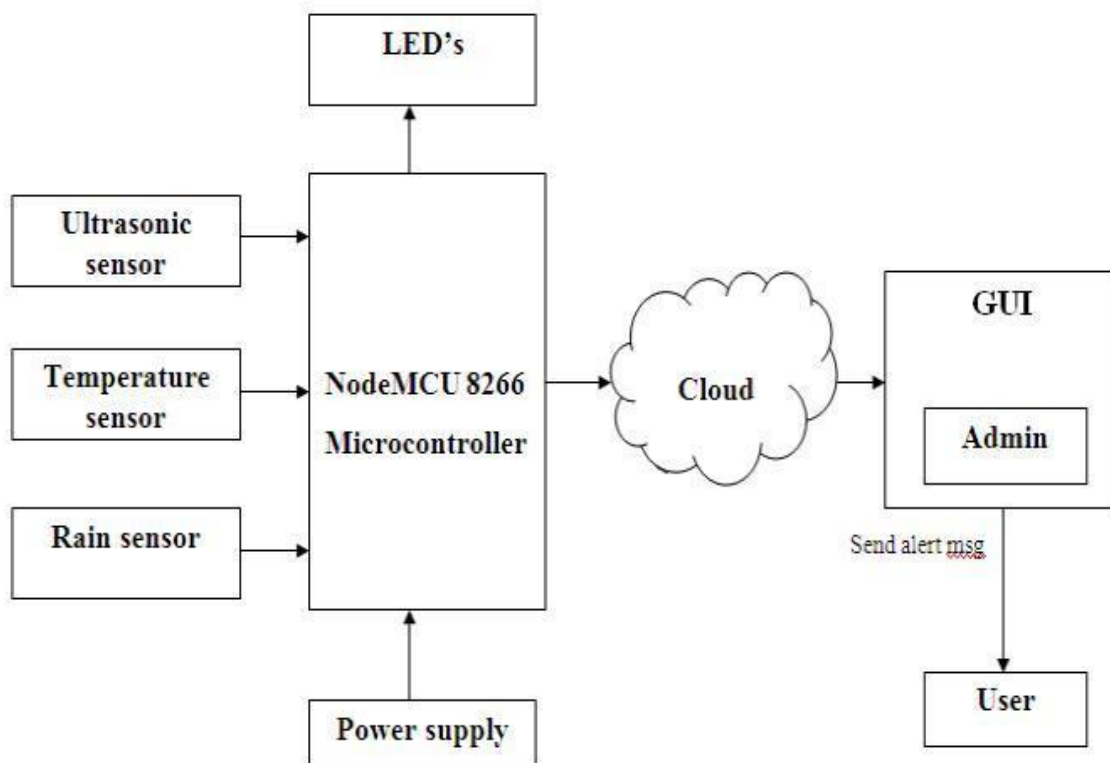 LED's
Ultrasonic
sensor
Temperature
sensor
Rain sensor
NodeMCU 8266
Microcontroller
Power supply
Cloud
GUI
Admin
Send alert msg
User